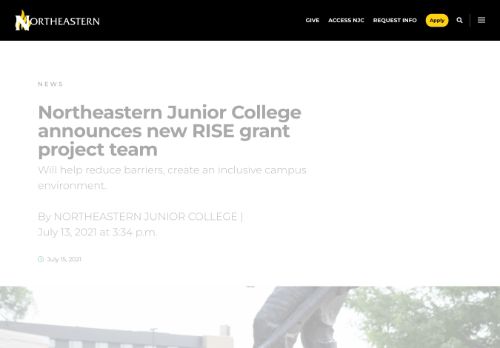 NORTHEASTERN
GIVE ACCESS NJC REQUEST INFO Apply
NEWS
Northeastern Junior College
announces new RISE grant
project team
Will help reduce barriers, create an inclusive campus
environment.
By NORTHEASTERN JUNIOR COLLEGE |
July 13, 2021 at 3:34 p.m.
July 15, 2021